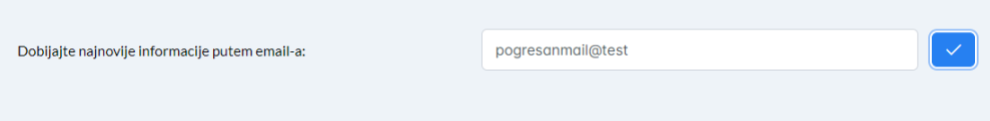 Dobijajte najnovije informacije putem email-a:
pogresanmail@test